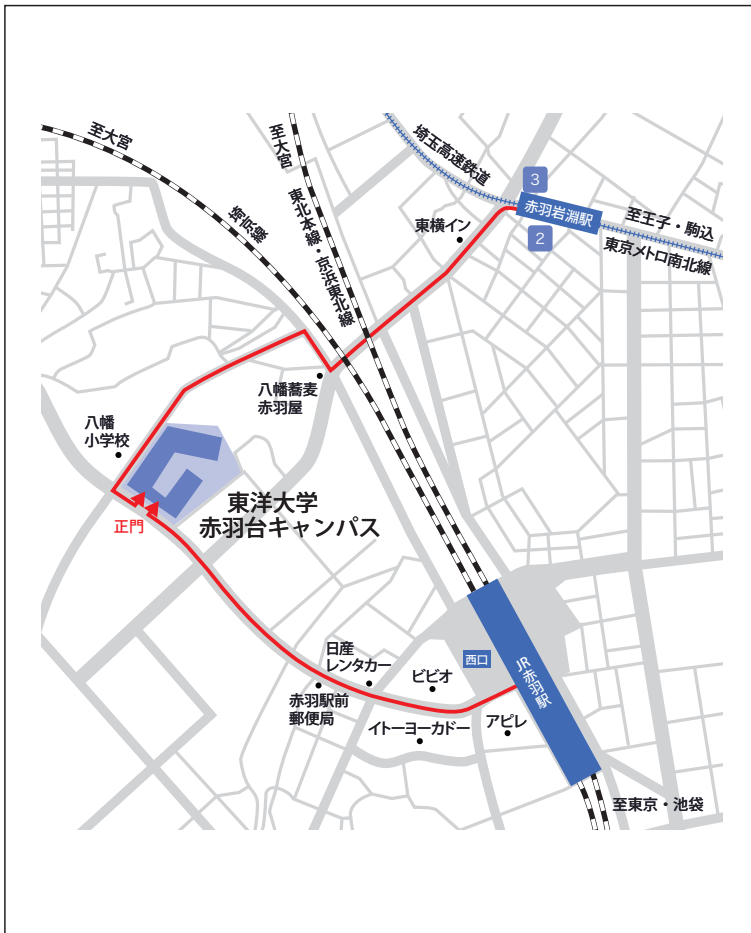 至大宮
至大宮
埼玉高速鉄道
3
赤羽岩淵駅
至王子・駒込
2
東京メトロ南北線
東横イン
埼京線
東北本線・京浜東北線
八幡蕎麦
赤羽屋
八幡
小学校
東洋大学
赤羽台キャンパス
正門
日産
レンタカー
ビビオ
西口
JR赤羽駅
赤羽駅前
郵便局
イトーヨーカドー
アピレ
至東京・池袋